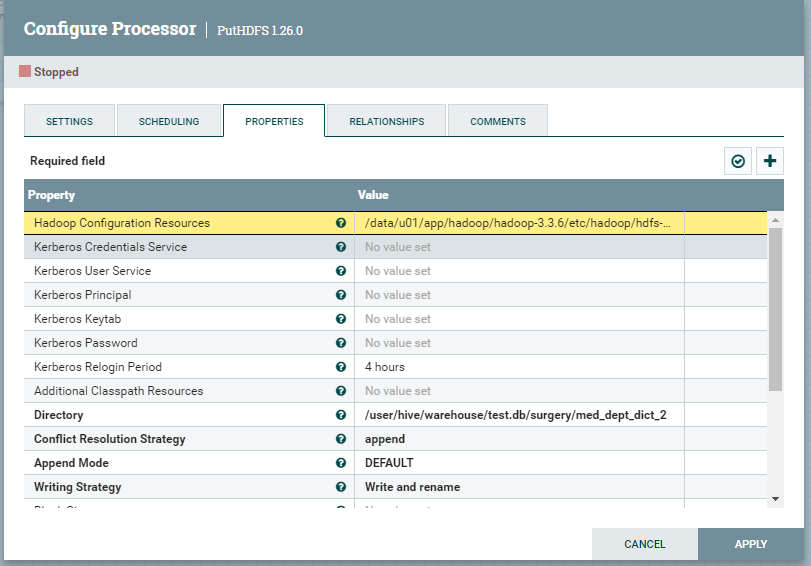 Configure Processor | PutHDFS 1.26.0
Stopped
SETTINGS SCHEDULING PROPERTIES RELATIONSHIPS COMMENTS
Required field
Property Value
Hadoop Configuration Resources /data/u01/app/hadoop/hadoop-3.3.6/etc/hadoop/hdfs-...
Kerberos Credentials Service No value set
Kerberos User Service No value set
Kerberos Principal No value set
Kerberos Keytab No value set
Kerberos Password No value set
Kerberos Relogin Period 4 hours
Additional Classpath Resources No value set
Directory /user/hive/warehouse/test.db/surgery/med_dept_dict_2
Conflict Resolution Strategy append
Append Mode DEFAULT
Writing Strategy Write and rename
CANCEL APPLY